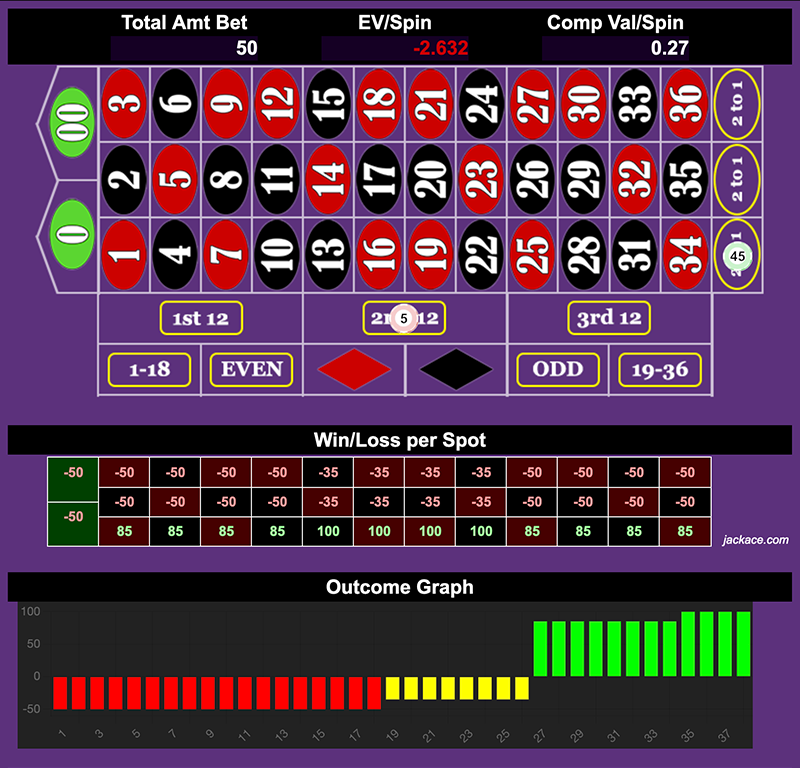 Total Amt Bet EV/Spin Comp Val/Spin
50 -2.632 0.27
00 3 6 9 12 15 18 21 24 27 30 33 36 2 to 1
2 5 8 11 14 17 20 23 26 29 32 35 2 to 1
0 1 4 7 10 13 16 19 22 25 28 31 34 45
1st 12 5 12 3rd 12
1-18 EVEN ODD 19-36
Win/Loss per Spot
-50 -50 -50 -50 -50 -35 -35 -35 -35 -50 -50 -50 -50
-50 -50 -50 -50 -35 -35 -35 -35 -50 -50 -50 -50
-50 85 85 85 85 100 100 100 100 85 85 85 85
jackace.com
Outcome Graph
100
50
0
-50
1 3 5 7 9 11 13 15 17 19 21 23 25 27 29 31 33 35 37